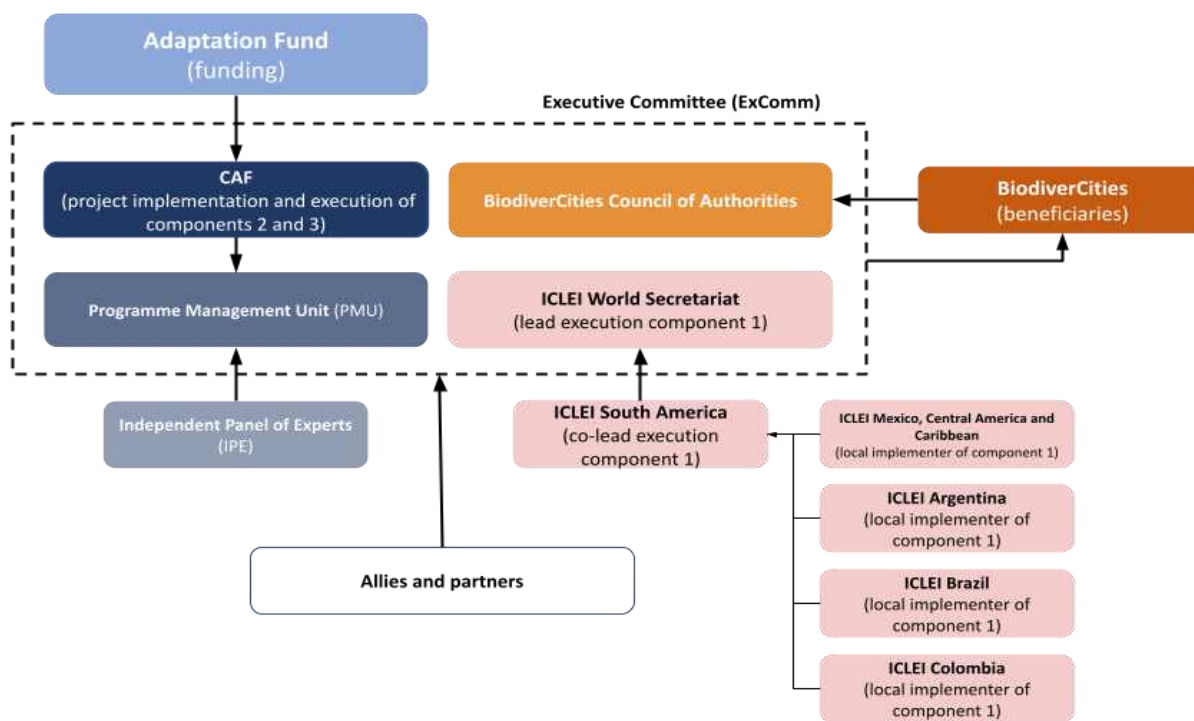 Adaptation Fund
(funding)
Executive Committee (ExComm)
CAF
(project implementation and execution of
components 2 and 3)
BiodiverCities Council of Authorities
BiodiverCities
(beneficiaries)
Programme Management Unit (PMU)
ICLEI World Secretariat
(lead execution component 1)
Independent Panel of Experts
(IPE)
ICLEI South America
(co-lead execution
component 1)
ICLEI Mexico, Central America and
Caribbean
(local implementer of component 1)
ICLEI Argentina
(local implementer of
component 1)
Allies and partners
ICLEI Brazil
(local implementer of
component 1)
ICLEI Colombia
(local implementer of
component 1)